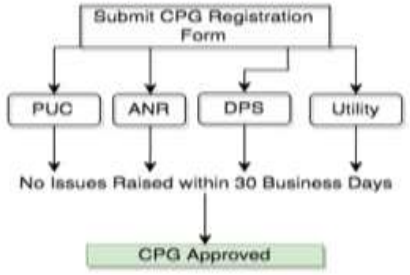 Submit CPG Registration
Form
PUC
ANR
DPS
Utility
No Issues Raised within 30 Business Days
CPG Approved